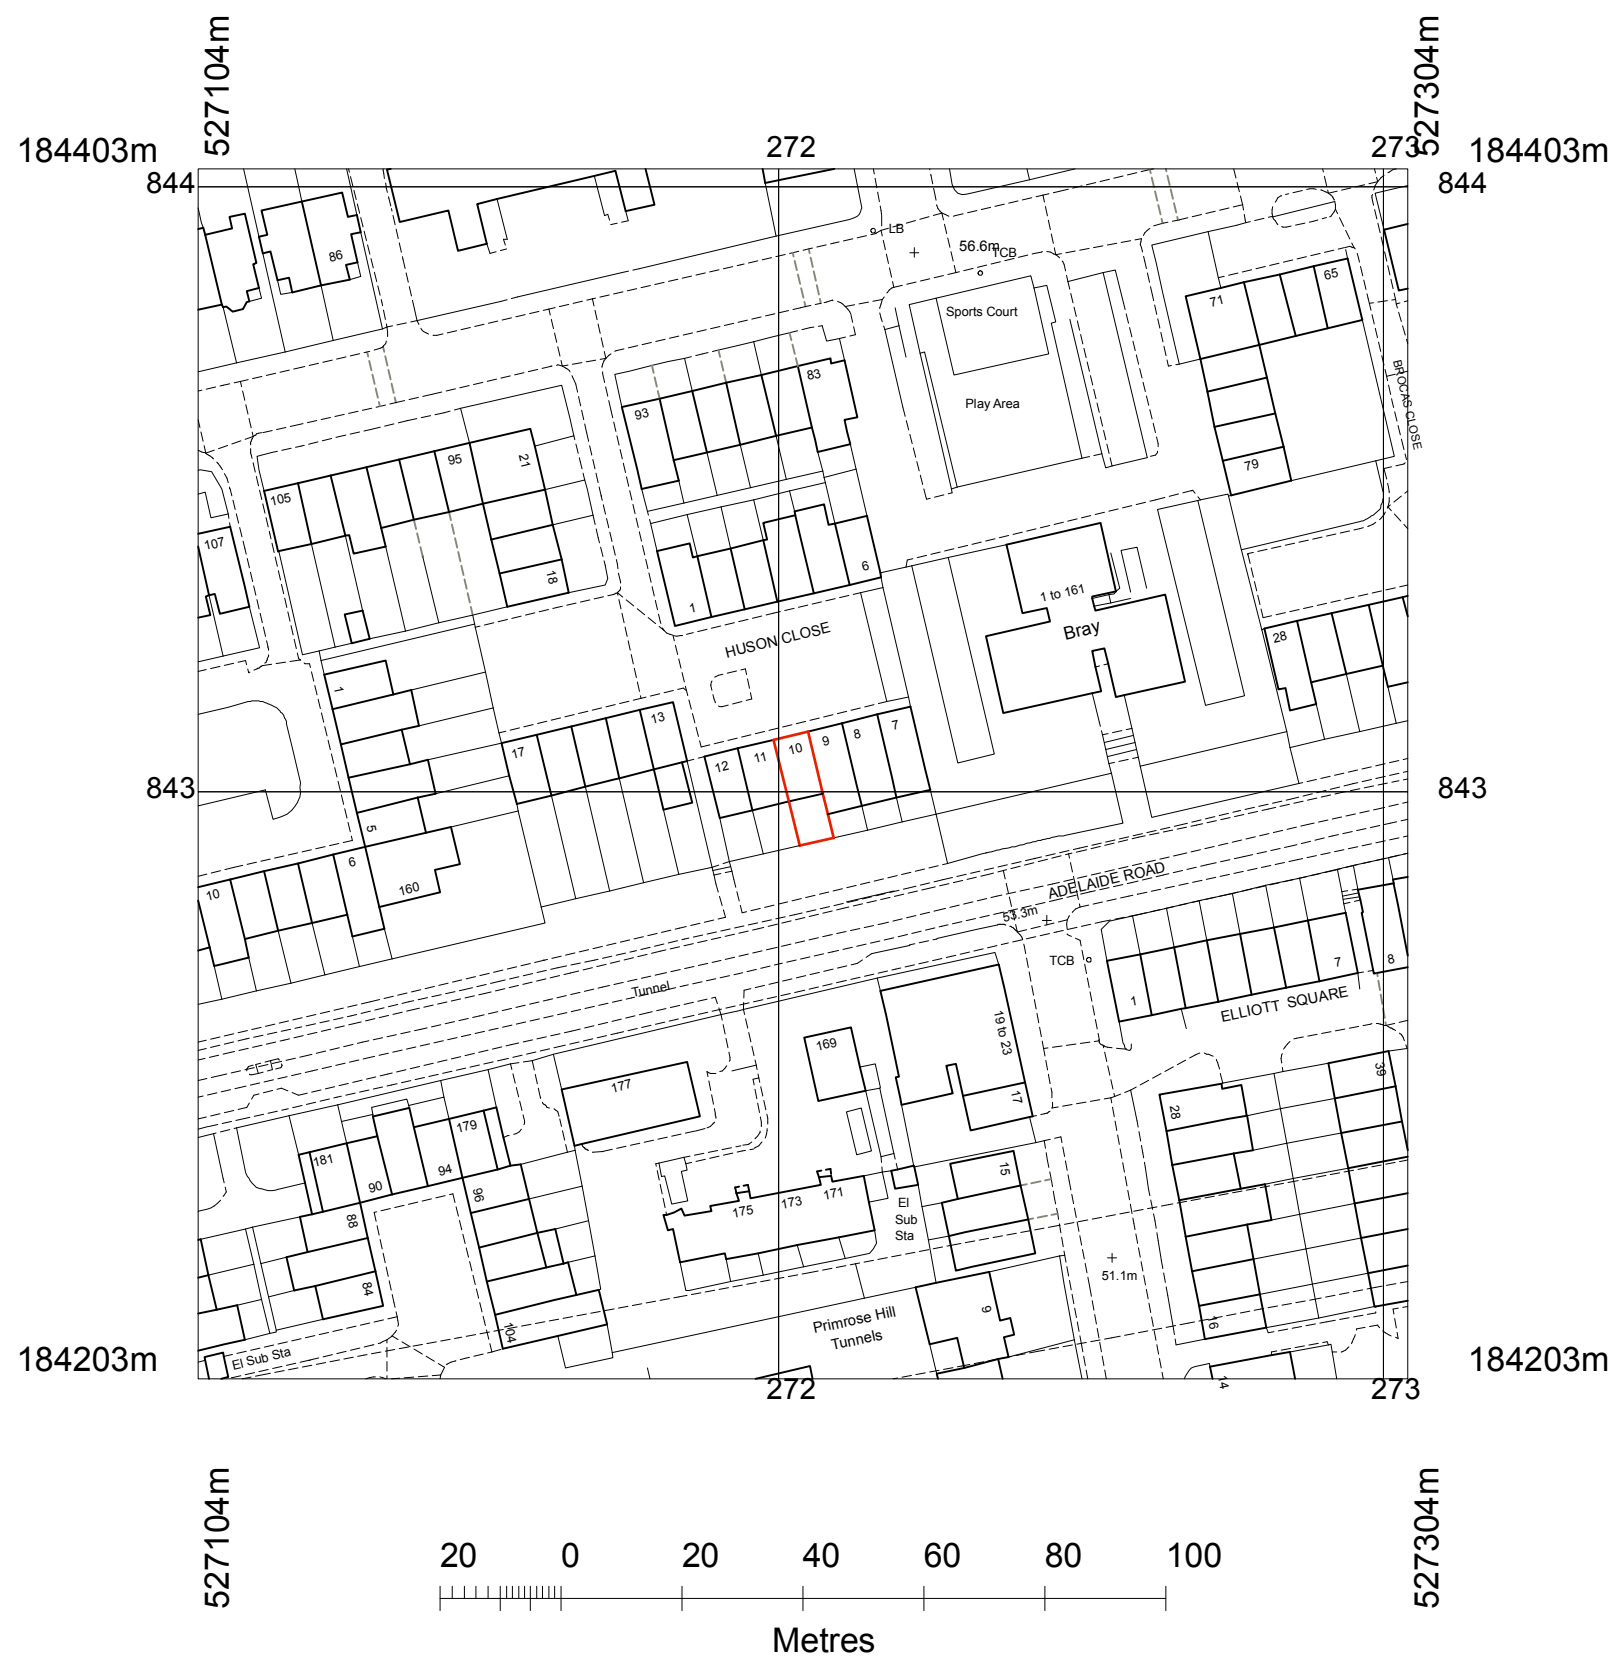 527104m
527304m
184403m
272
273
184403m
844
844
LB
56.6m
TCB
86
Sports Court
65
71
83
Play Area
BROCAS CLOSE
93
95
21
105
79
107
18
6
1 to 161
1
Bray
HUSON CLOSE
28
1
13
17
7
8
9
10
11
12
843
843
5
6
160
10
ADELAIDE ROAD
53.3m
TCB
7
8
1
Tunnel
ELLIOTT SQUARE
19 to 23
169
177
39
17
28
179
181
94
90
96
15
88
175
173
171
El
Sub
Sta
84
51.1m
9
Primrose Hill
Tunnels
16
104
El Sub Sta
14
184203m
184203m
272
273
527104m
527304m
20 0 20 40 60 80 100
Metres